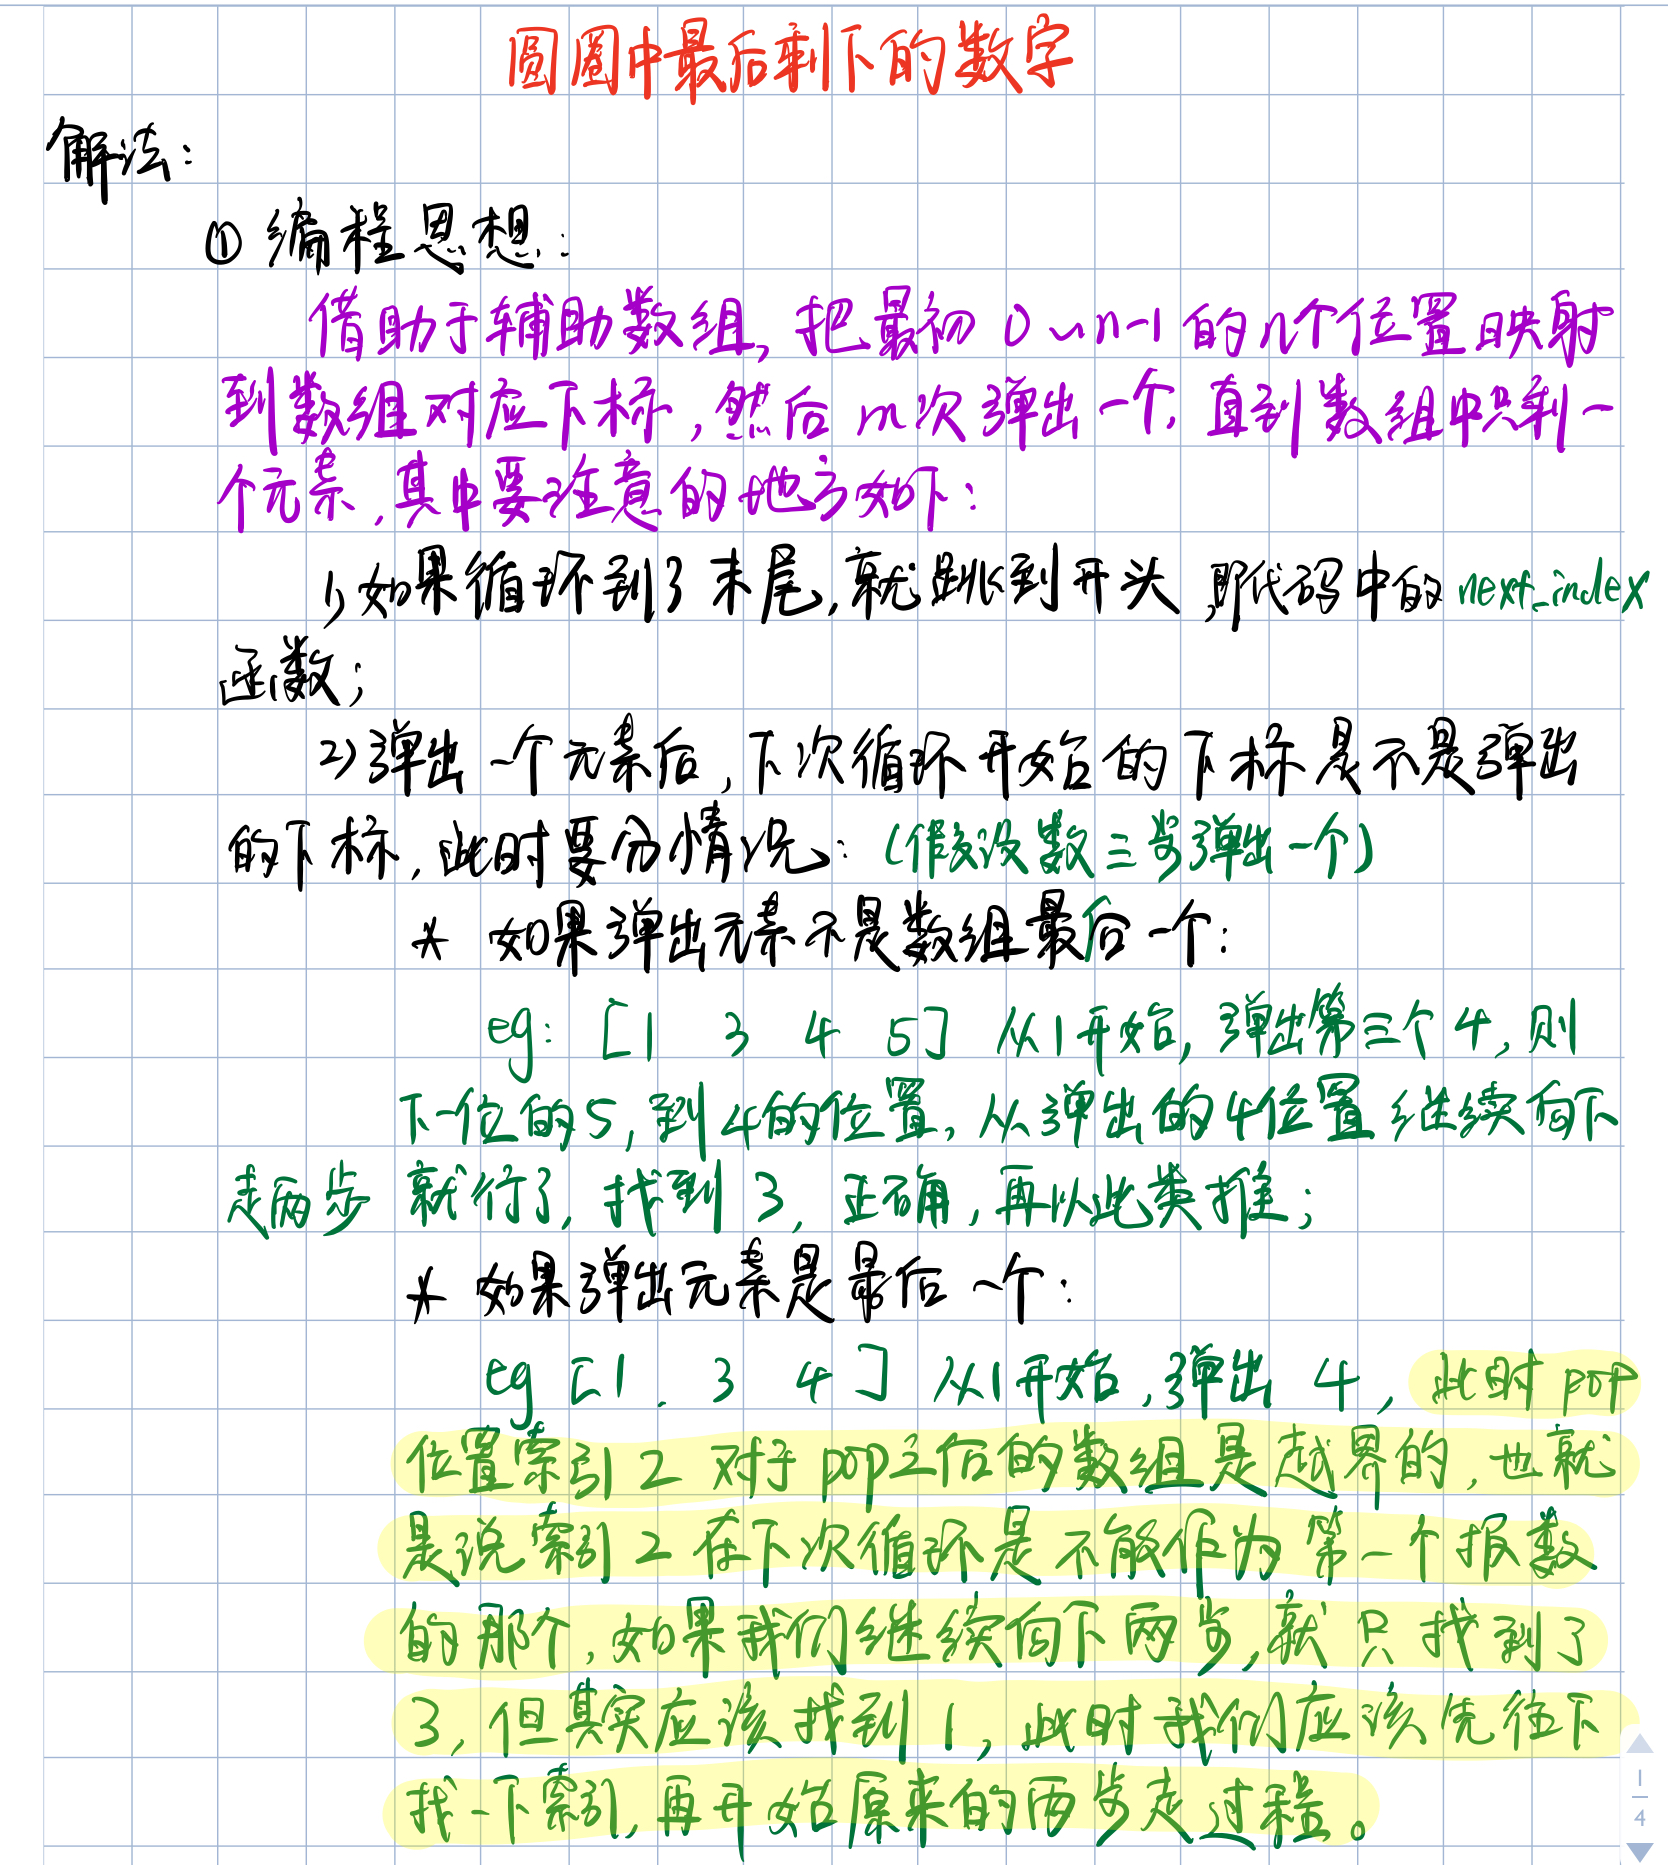 圆圈中最后剩下的数字
解法:
① 编程思想:
借助于辅助数组,把最初0~n-1的n个位置映射
到数组对应下标,然后m次弹出一个,直到数组中只剩一
个元素,其中要注意的地方如下:
1)如果循环到了末尾,就跳到开头,即代码中的next_index
函数;
2)弹出一个元素后,下次循环开始的下标是不是弹出
的下标,此时要分情况:(假设数三步弹出一个)
* 如果弹出元素不是数组最后一个:
eg: [1 3 4 5] 从1开始,弹出第三个4,则
下一位的5,到4的位置,从弹出的4位置继续向下
走两步就行了,找到3,正确,再以此类推;
* 如果弹出元素是最后一个:
eg [1. 3 4] 从1开始,弹出 4,此时pop
位置索引2对于pop之后的数组是越界的,也就
是说索引2在下次循环是不能作为第一个报数
的那个,如果我们继续向下两步,就只找到了
3,但其实应该找到1,此时我们应该先往下
找一下索引,再开始原来的两步走过程。
1
4